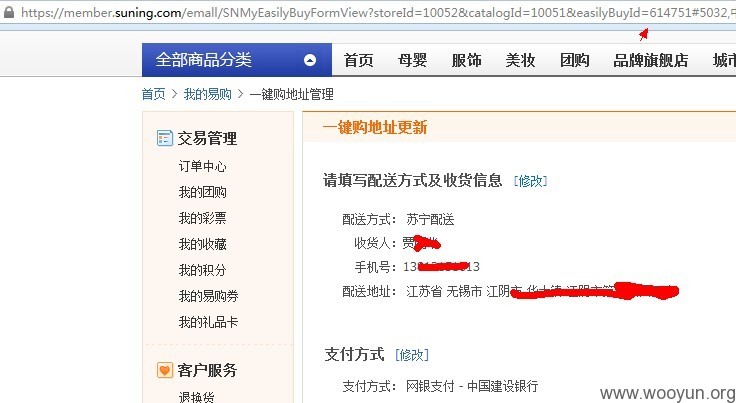 https://member.suning.com/emall/SNMyEasilyBuyFormView?storeId=10052&catalogId=10051&easilyBuyId=614751#5032,
全部商品分类 首页 母婴 服饰 美妆 团购 品牌旗舰店 城市
首页 > 我的易购 > 一键购地址管理
交易管理
订单中心
我的团购
我的彩票
我的收藏
我的积分
我的易购券
我的礼品卡
客户服务
退换货
一键购地址更新
请填写配送方式及收货信息 [修改]
配送方式: 苏宁配送
收货人: 贾
手机号: 13 13
配送地址: 江苏省 无锡市 江阴
支付方式 [修改]
支付方式: 网银支付 - 中国建设银行
www.wooyun.org